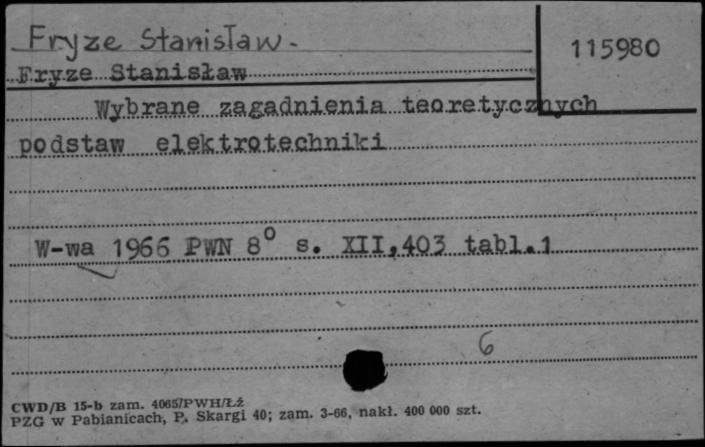 Fryze Stanisław.
115980
Fryze Stanisław
Wybrane zagadnienia teoretycznych
podstaw elektrotechniki
W-wa 1966 PWN 8° s. XII,403 tabl.1
6
CWD/B 15-b zam. 4065/PWH/Łź
PZG w Pabianicach, P. Skargi 40; zam. 3-66, nakł. 400 000 szt.